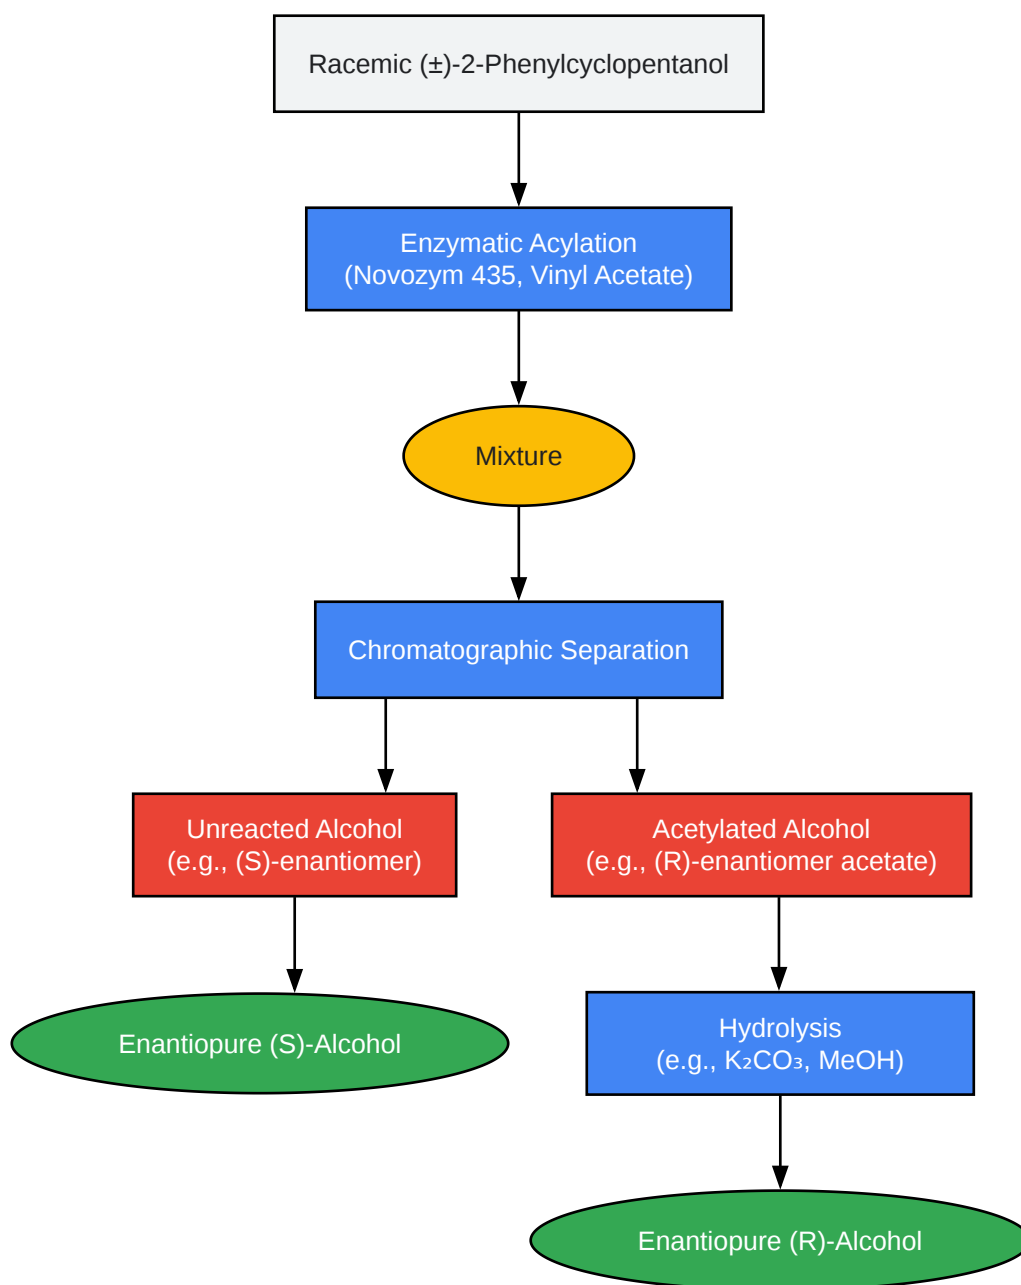 Racemic (±)-2-Phenylcyclopentanol
Enzymatic Acylation
(Novozym 435, Vinyl Acetate)
Mixture
Chromatographic Separation
Unreacted Alcohol
(e.g., (S)-enantiomer)
Acetylated Alcohol
(e.g., (R)-enantiomer acetate)
Enantiopure (S)-Alcohol
Hydrolysis
(e.g., K₂CO₃, MeOH)
Enantiopure (R)-Alcohol